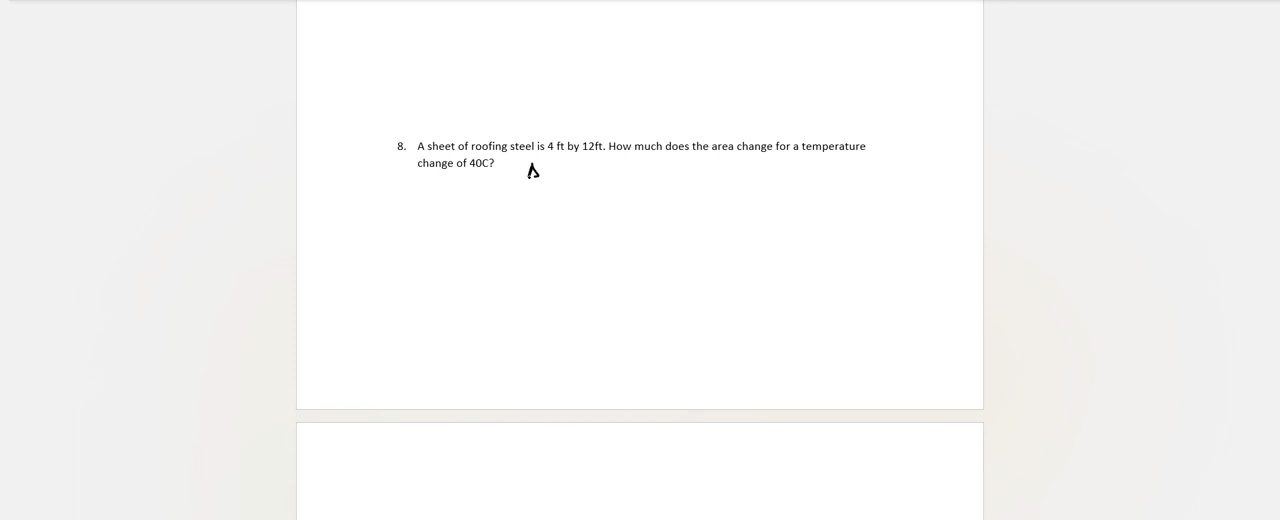 8. A sheet of roofing steel is 4 ft by 12ft. How much does the area change for a temperature
change of 40C?